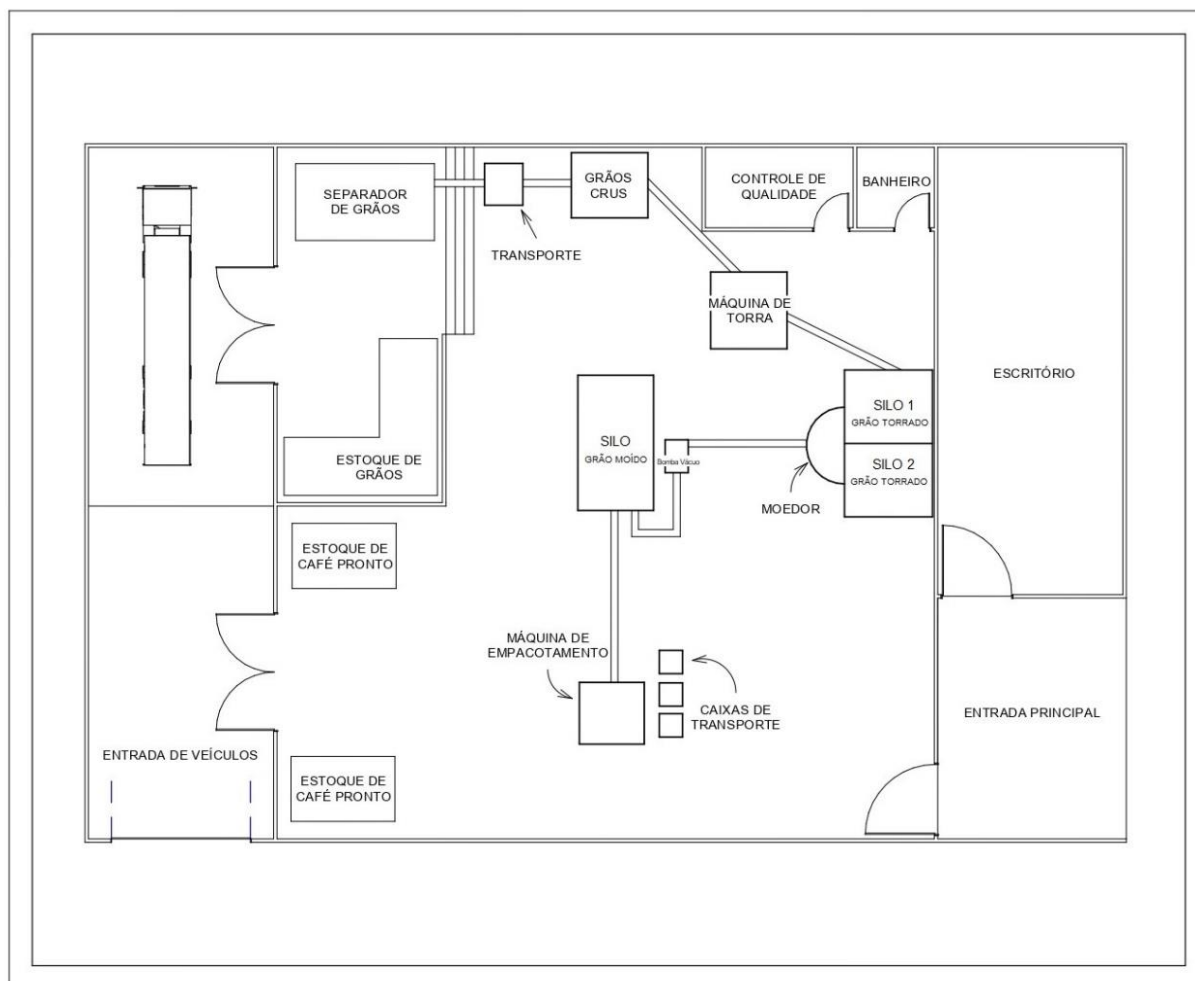 SEPARADOR
DE GRÃOS
GRÃOS
CRUS
CONTROLE DE
QUALIDADE
BANHEIRO
TRANSPORTE
MÁQUINA DE
TORRA
ESCRITÓRIO
SILO 1
GRÃO TORRADO
SILO
GRÃO MOÍDO
Bomba Vácuo
SILO 2
GRÃO TORRADO
ESTOQUE DE
GRÃOS
MOEDOR
ESTOQUE DE
CAFÉ PRONTO
MÁQUINA DE
EMPACOTAMENTO
CAIXAS DE
TRANSPORTE
ENTRADA PRINCIPAL
ENTRADA DE VEÍCULOS
ESTOQUE DE
CAFÉ PRONTO